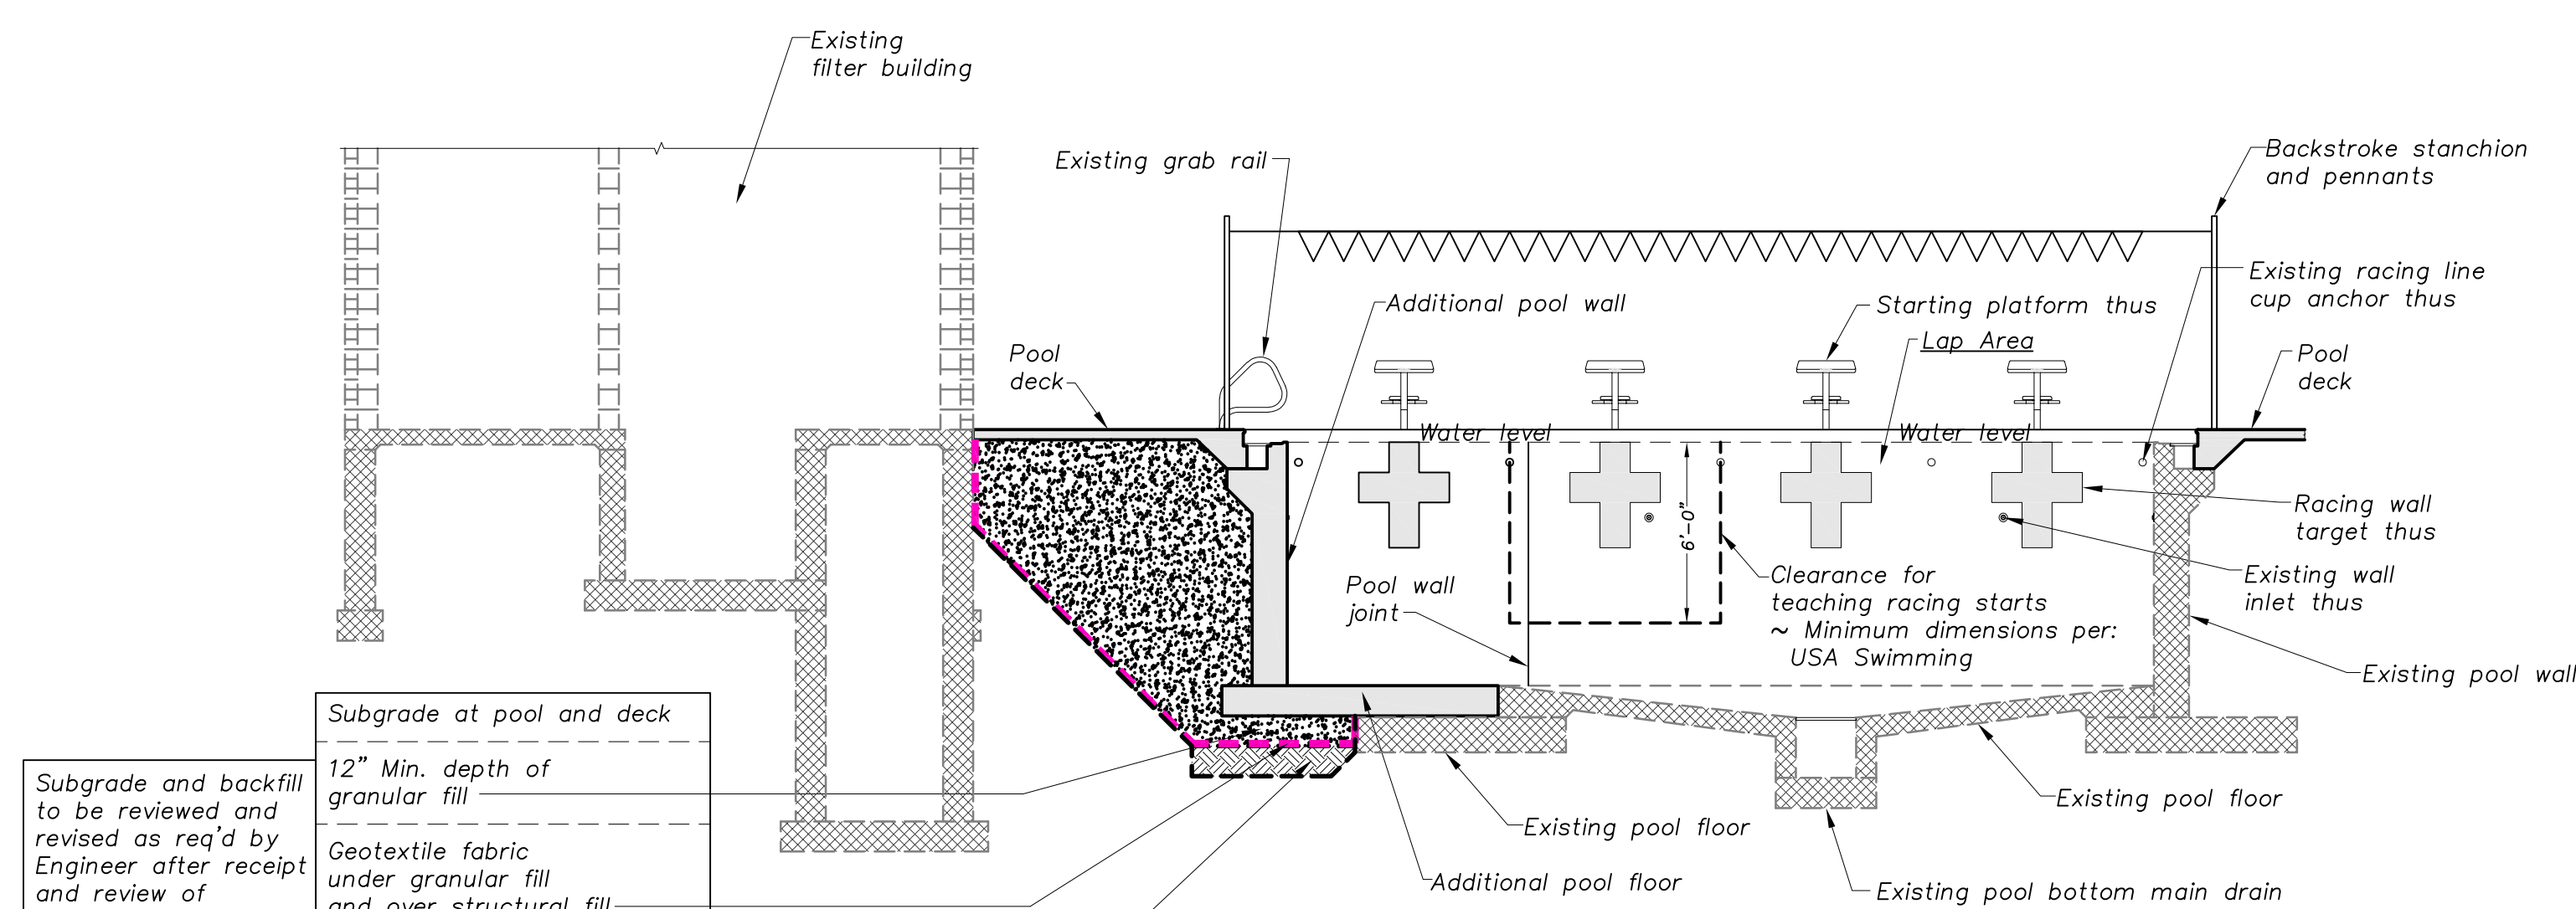 Existing
filter building
Existing grab rail
Backstroke stanchion
and pennants
Existing racing line
cup anchor thus
Additional pool wall
Starting platform thus
Lap Area
Pool
deck
Pool
deck
Water level
Water level
6'-0"
Racing wall
target thus
Pool wall
joint
Clearance for
teaching racing starts
~ Minimum dimensions per:
USA Swimming
Existing wall
inlet thus
Existing pool wall
Subgrade at pool and deck
12" Min. depth of
granular fill
Geotextile fabric
under granular fill
and over structural fill
Subgrade and backfill
to be reviewed and
revised as req'd by
Engineer after receipt
and review of
Existing pool floor
Existing pool floor
Additional pool floor
Existing pool bottom main drain